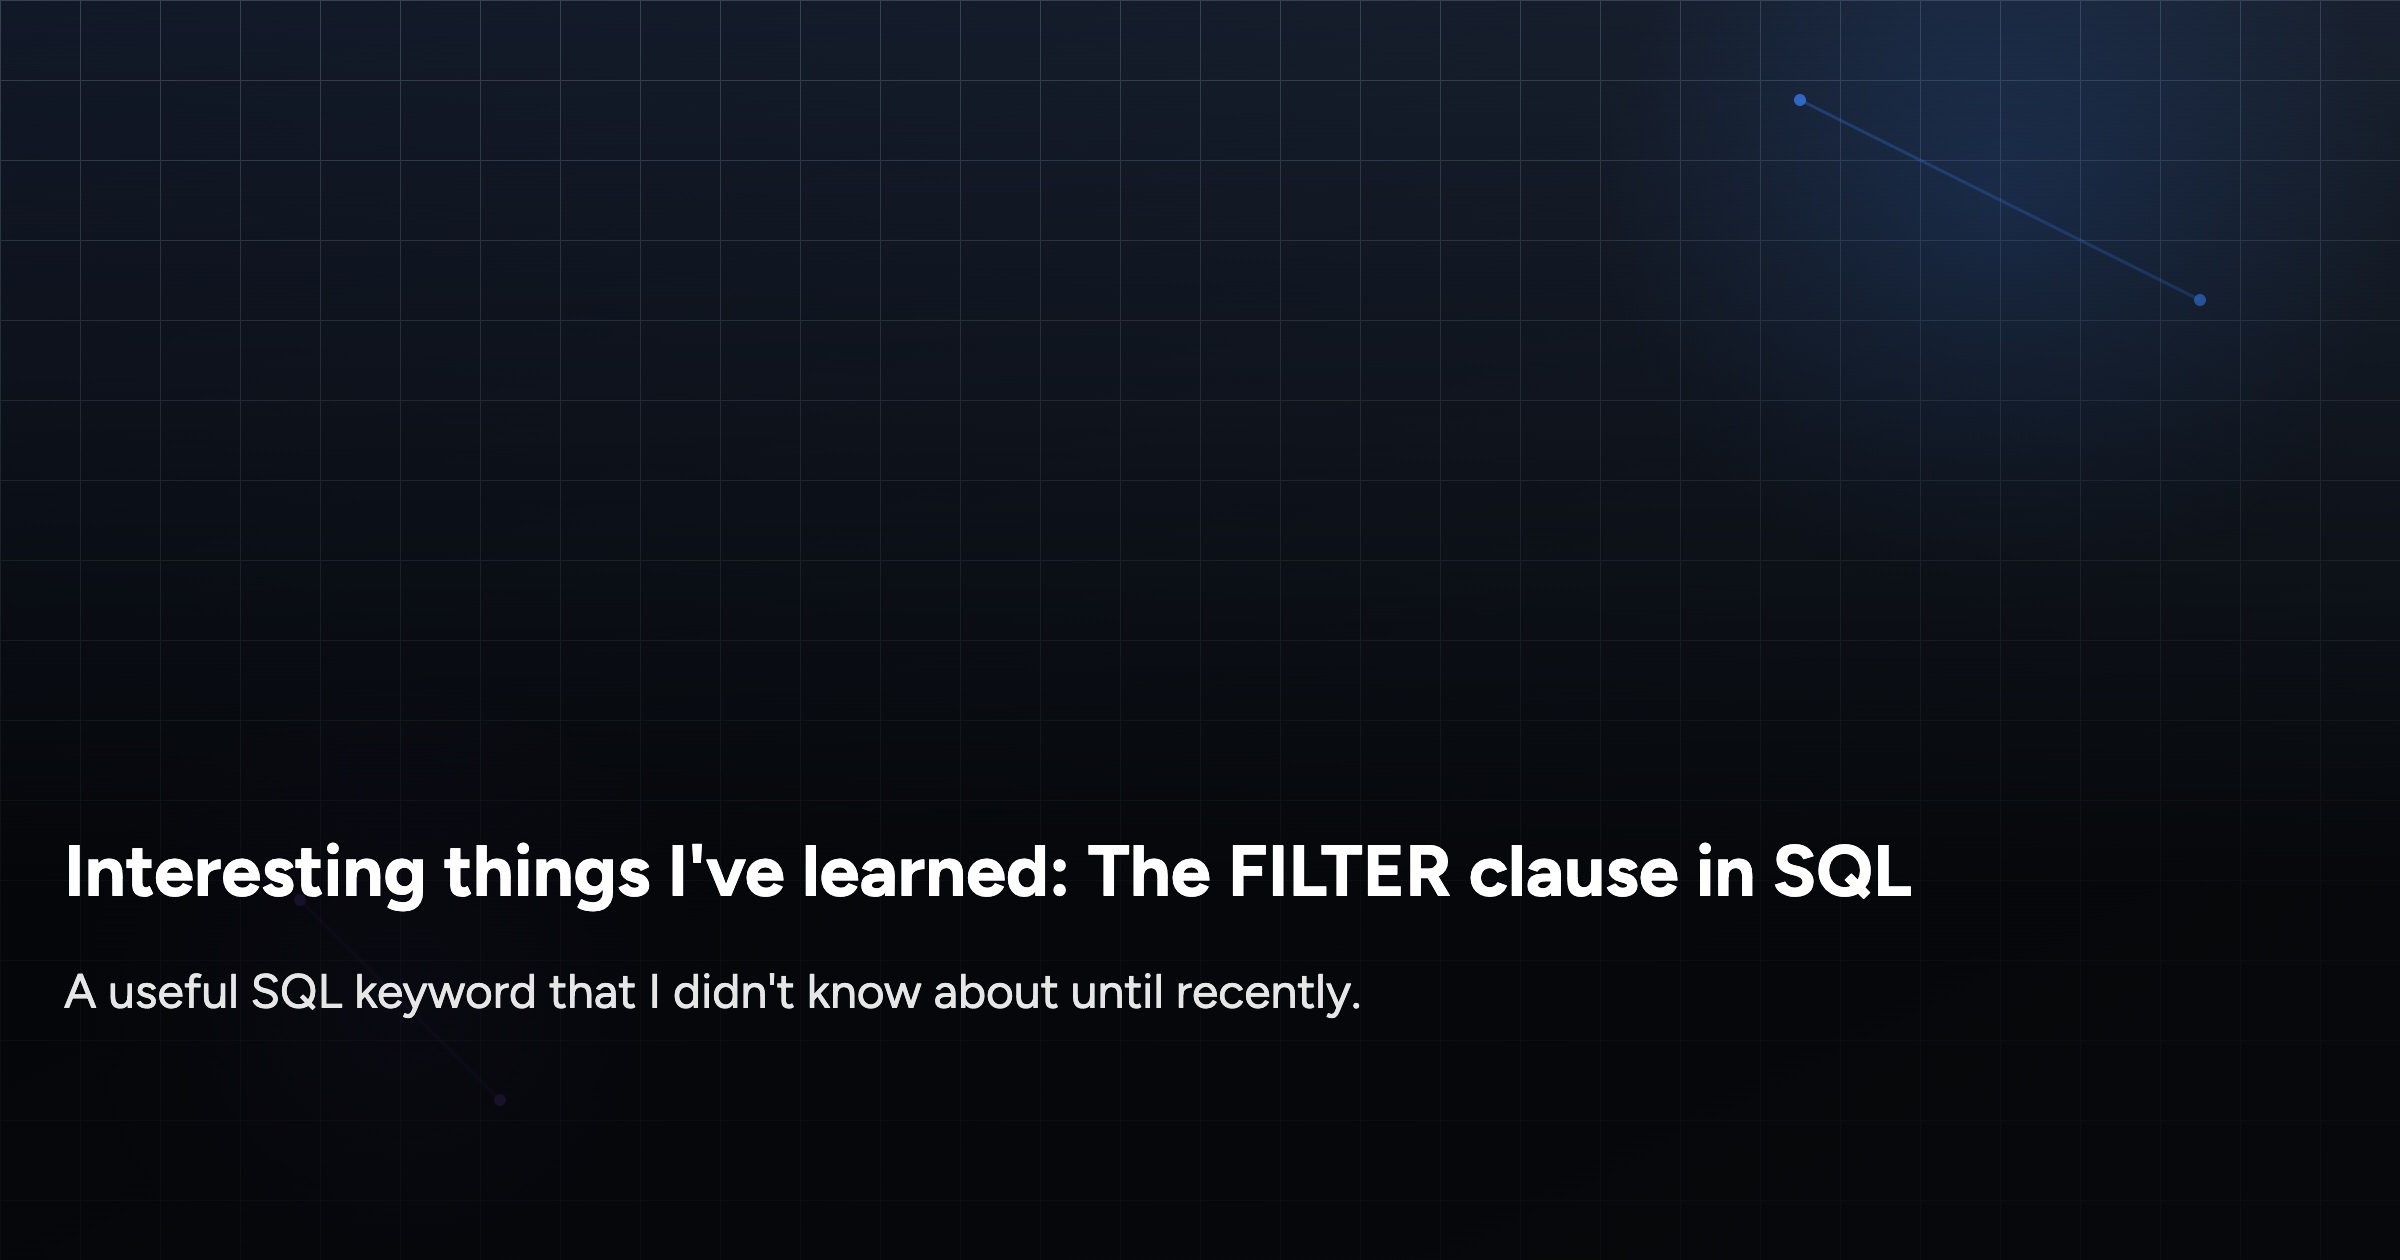 Interesting things I've learned: The FILTER clause in SQL
A useful SQL keyword that I didn't know about until recently.